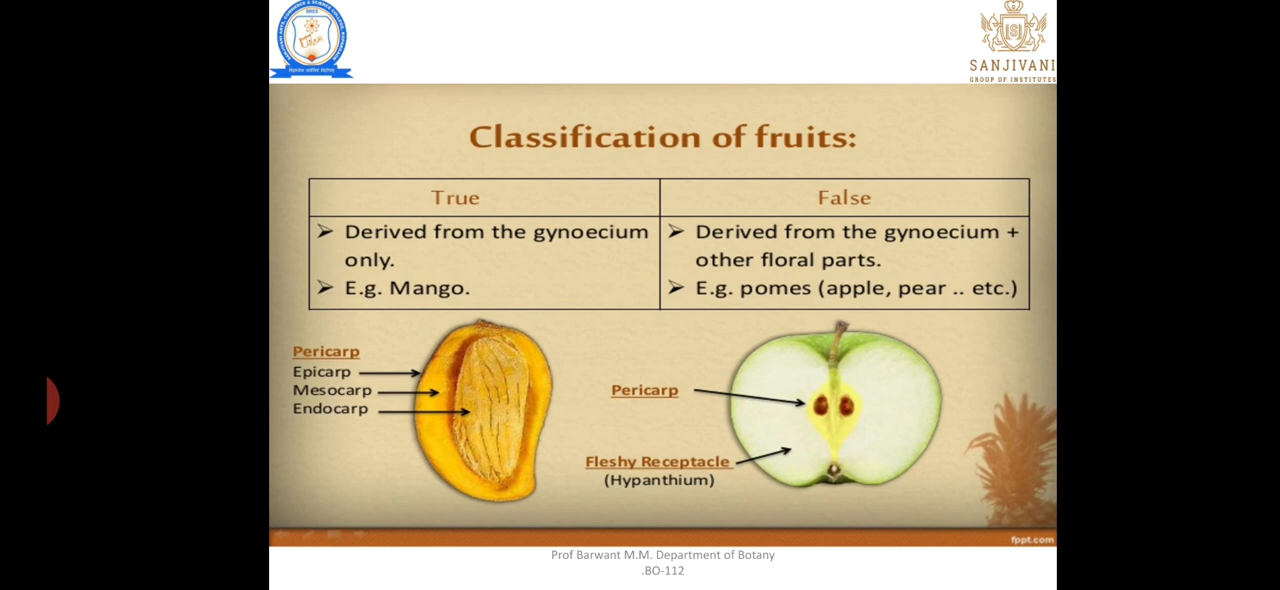 SANJIVANI
GROUP OF INSTITUTES
Classification of fruits:
True
False
➢ Derived from the gynoecium only.
➢ E.g. Mango.
➢ Derived from the gynoecium + other floral parts.
➢ E.g. pomes (apple, pear .. etc.)
Pericarp
Epicarp
Mesocarp
Endocarp
Pericarp
Fleshy Receptacle
(Hypanthium)
fppt.com
Prof Barwant M.M. Department of Botany
.BO-112